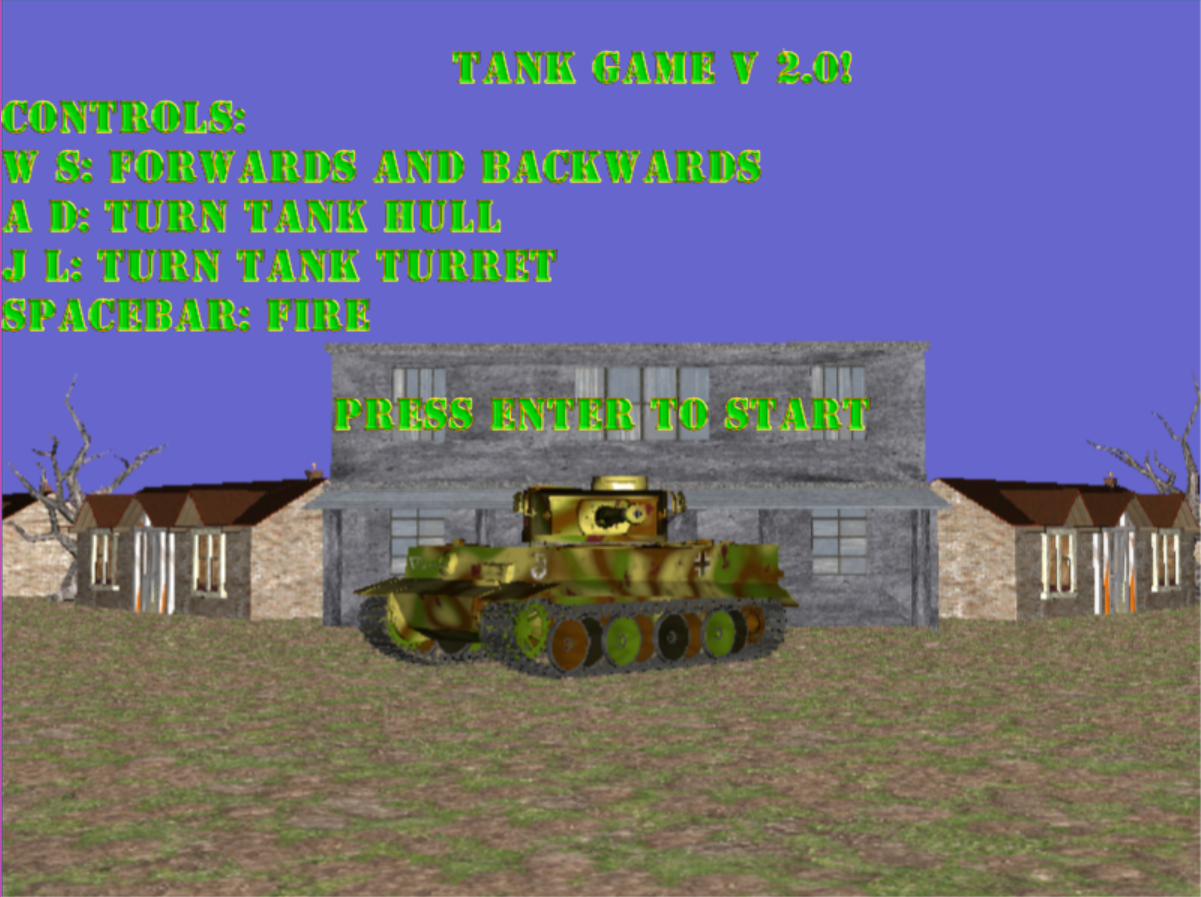 TANK GAME V 2.0!
CONTROLS:
W S: FORWARDS AND BACKWARDS
A D: TURN TANK HULL
J L: TURN TANK TURRET
SPACEBAR: FIRE
PRESS ENTER TO START